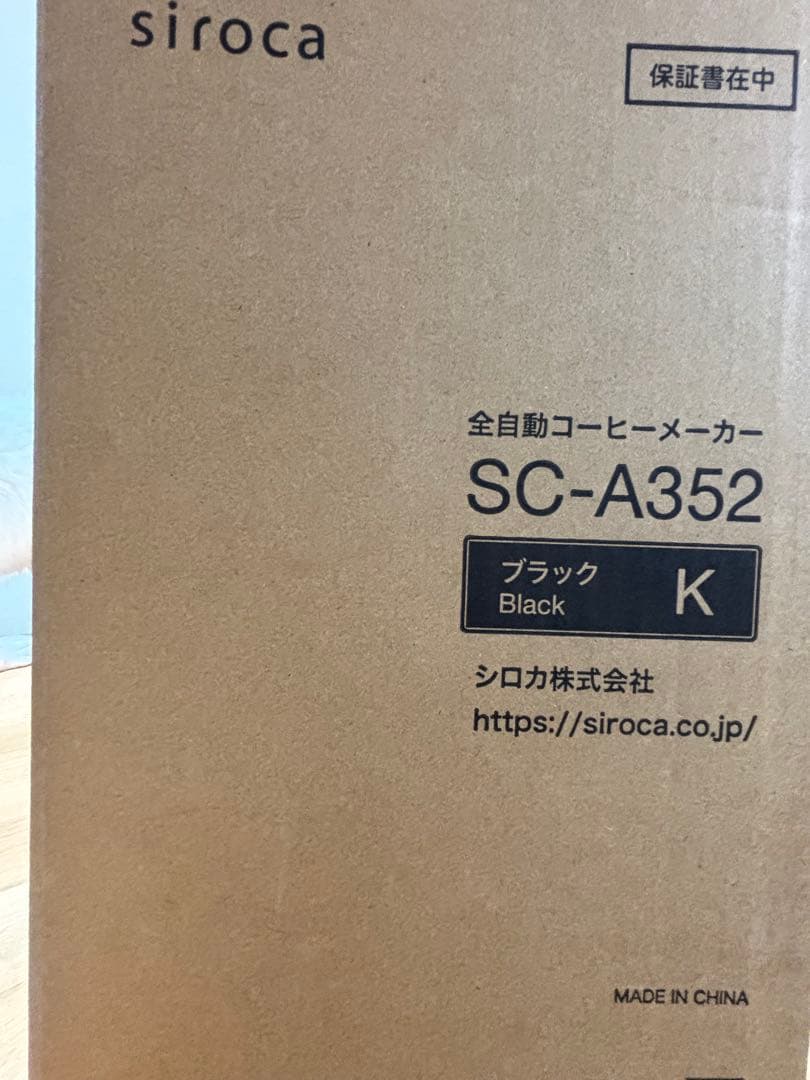 siroca
保証書在中
全自動コーヒーメーカー
SC-A352
ブラック
Black
K
シロカ株式会社
https://siroca.co.jp/
MADE IN CHINA